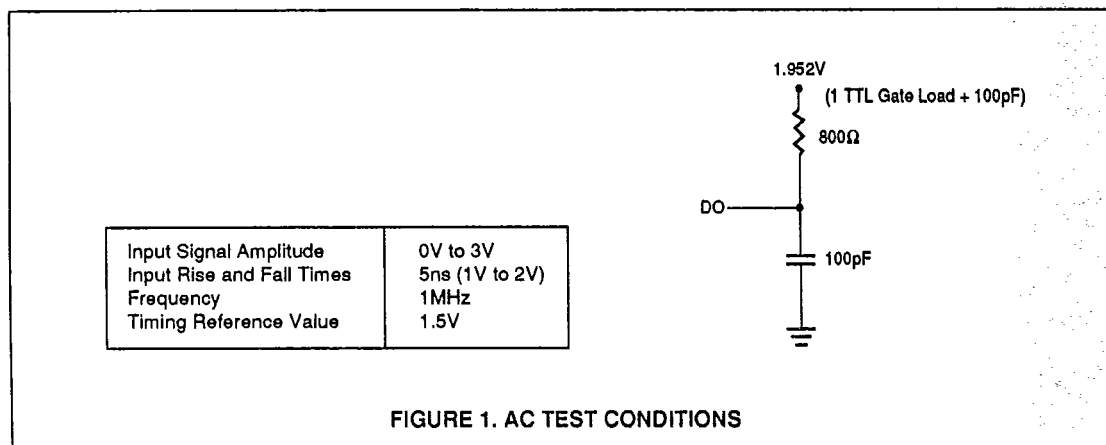 1.952V
(1 TTL Gate Load + 100pF)
800Ω
DO
100pF
Input Signal Amplitude 0V to 3V
Input Rise and Fall Times 5ns (1V to 2V)
Frequency 1MHz
Timing Reference Value 1.5V
FIGURE 1. AC TEST CONDITIONS